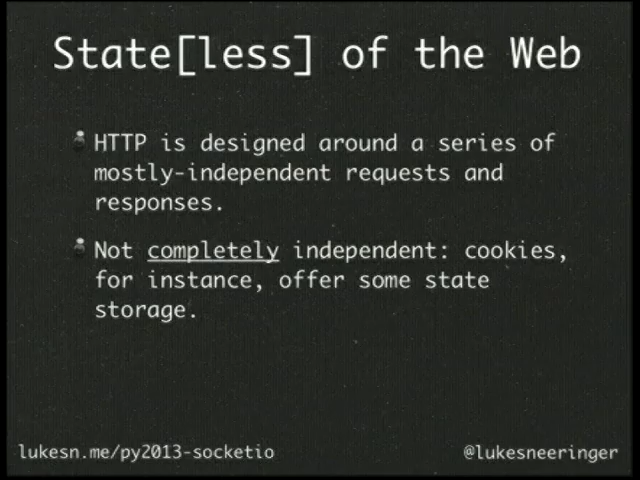 State[less] of the Web
HTTP is designed around a series of
mostly-independent requests and
responses.
Not completely independent: cookies,
for instance, offer some state
storage.
lukesn.me/py2013-socketio
@lukesneeringer